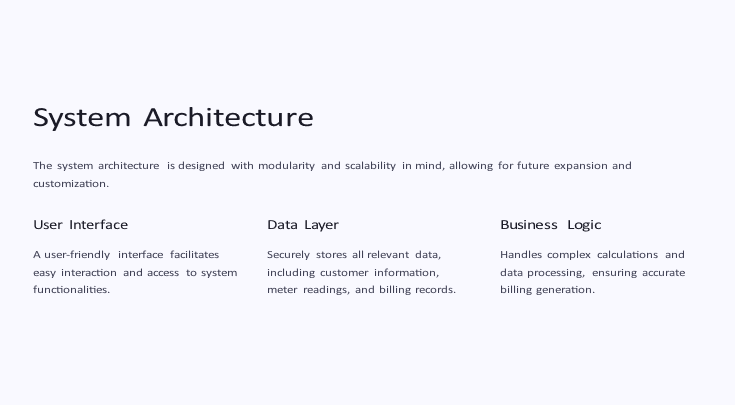 System Architecture
The system architecture is designed with modularity and scalability in mind, allowing for future expansion and
customization.
User Interface
A user-friendly interface facilitates
easy interaction and access to system
functionalities.
Data Layer
Securely stores all relevant data,
including customer information,
meter readings, and billing records.
Business Logic
Handles complex calculations and
data processing, ensuring accurate
billing generation.